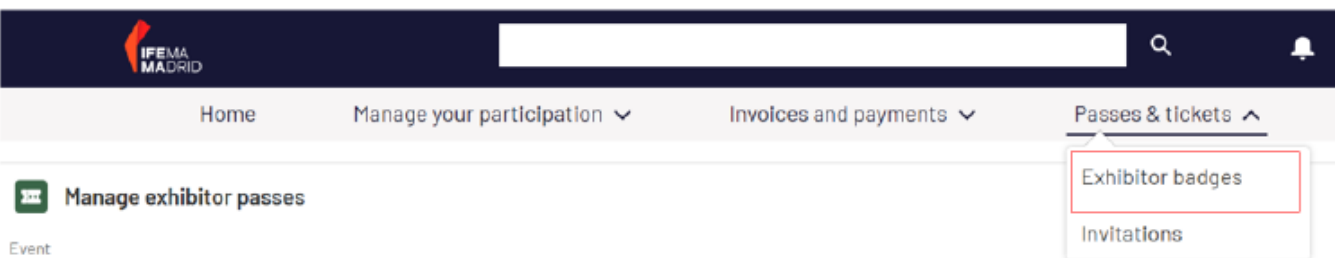 IFEMA
MADRID
Home Manage your participation Invoices and payments Passes & tickets
Exhibitor badges
Manage exhibitor passes
Invitations
Event